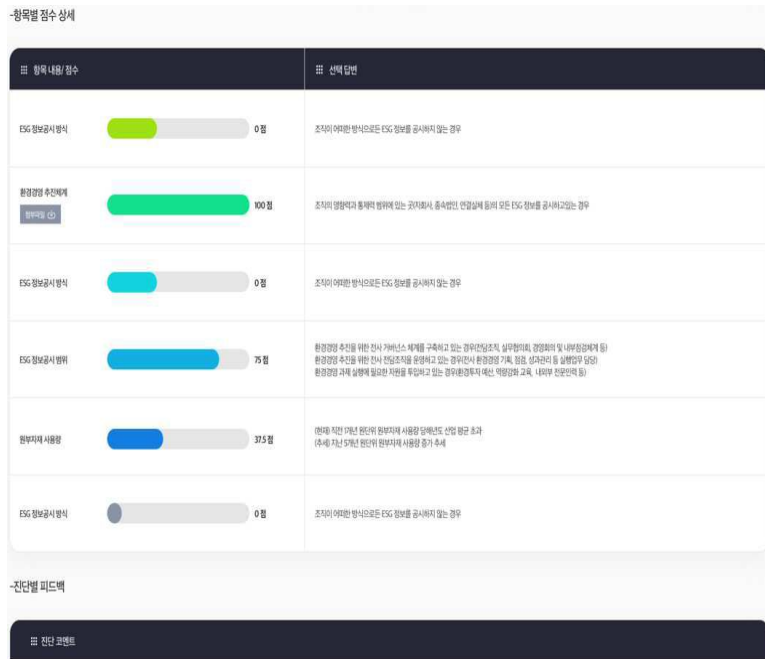 -항목별 점수 상세
항목 내용/ 점수
선택 답변
ESG 정보공시 방식
0 점
조직이 어떠한 방식으로든 ESG 정보를 공시하지 않는 경우
환경경영 추진체계
첨부파일
100 점
조직의 영향력과 통제력 범위에 있는 곳(자회사, 종속법인, 연결실체 등)의 모든 ESG 정보를 공시하고있는 경우
ESG 정보공시 방식
0 점
조직이 어떠한 방식으로든 ESG 정보를 공시하지 않는 경우
ESG 정보공시 범위
75 점
환경경영 추진을 위한 전사 거버넌스 체계를 구축하고 있는 경우(전담조직, 실무협의회, 경영회의 및 내부점검체계 등)
환경경영 추진을 위한 전사 전담조직을 운영하고 있는 경우(전사 환경경영 기획, 점검, 성과관리 등 실행업무 담당)
환경경영 과제 실행에 필요한 자원을 투입하고 있는 경우(환경투자 예산, 역량강화 교육, 내외부 전문인력 등)
원부자재 사용량
37.5 점
(현재) 직전 1개년 원단위 원부자재 사용량 당해년도 산업 평균 초과
(추세) 지난 5개년 원단위 원부자재 사용량 증가 추세
ESG 정보공시 방식
0 점
조직이 어떠한 방식으로든 ESG 정보를 공시하지 않는 경우
-진단별 피드백
진단 코멘트